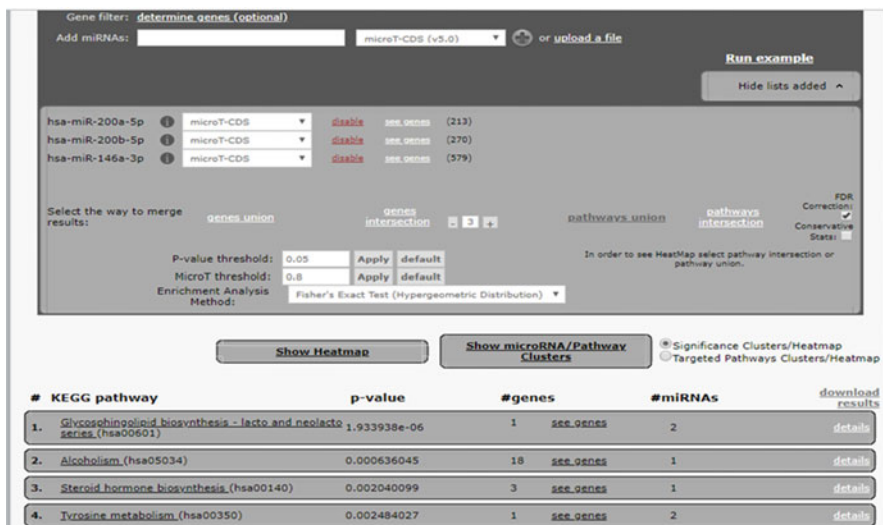 Gene filter: determine genes (optional)
Add miRNAs: microT-CDS (v5.0) or upload a file
Run example
Hide lists added
hsa-miR-200a-5p microT-CDS disable see genes (213)
hsa-miR-200b-5p microT-CDS disable see genes (270)
hsa-miR-146a-3p microT-CDS disable see genes (579)
Select the way to merge results: genes union genes intersection - 3 + pathways union pathways intersection FDR Correction: Conservative Stats:
P-value threshold: 0.05 Apply default
In order to see HeatMap select pathway intersection or pathway union.
MicroT threshold: 0.8 Apply default
Enrichment Analysis Method: Fisher's Exact Test (Hypergeometric Distribution)
Show Heatmap Show microRNA/Pathway Clusters Significance Clusters/Heatmap
Targeted Pathways Clusters/Heatmap
# KEGG pathway p-value #genes #miRNAs download results
1. Glycosphingolipid biosynthesis - lacto and neolacto series (hsa00601) 1.933938e-06 1 see genes 2 details
2. Alcoholism (hsa05034) 0.000636045 18 see genes 1 details
3. Steroid hormone biosynthesis (hsa00140) 0.002040099 3 see genes 1 details
4. Tyrosine metabolism (hsa00350) 0.002484027 1 see genes 2 details